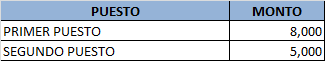 PUESTO MONTO
PRIMER PUESTO 8,000
SEGUNDO PUESTO 5,000